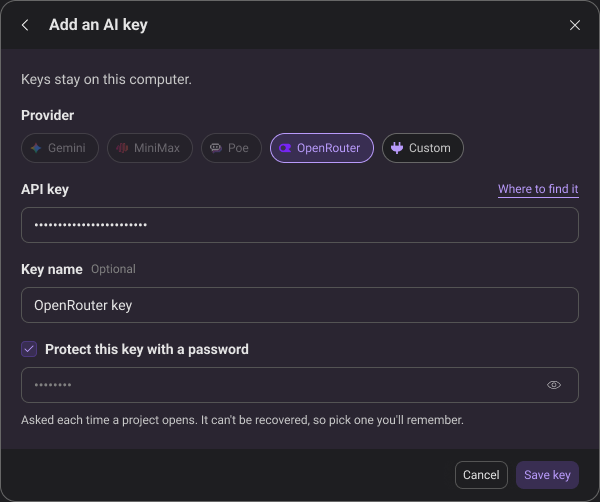 Add an AI key
Keys stay on this computer.
Provider
Gemini
MiniMax
Poe
OpenRouter
Custom
API key
Where to find it
••••••••••••••••••••••••
Key name Optional
OpenRouter key
Protect this key with a password
••••••••
Asked each time a project opens. It can't be recovered, so pick one you'll remember.
Cancel
Save key